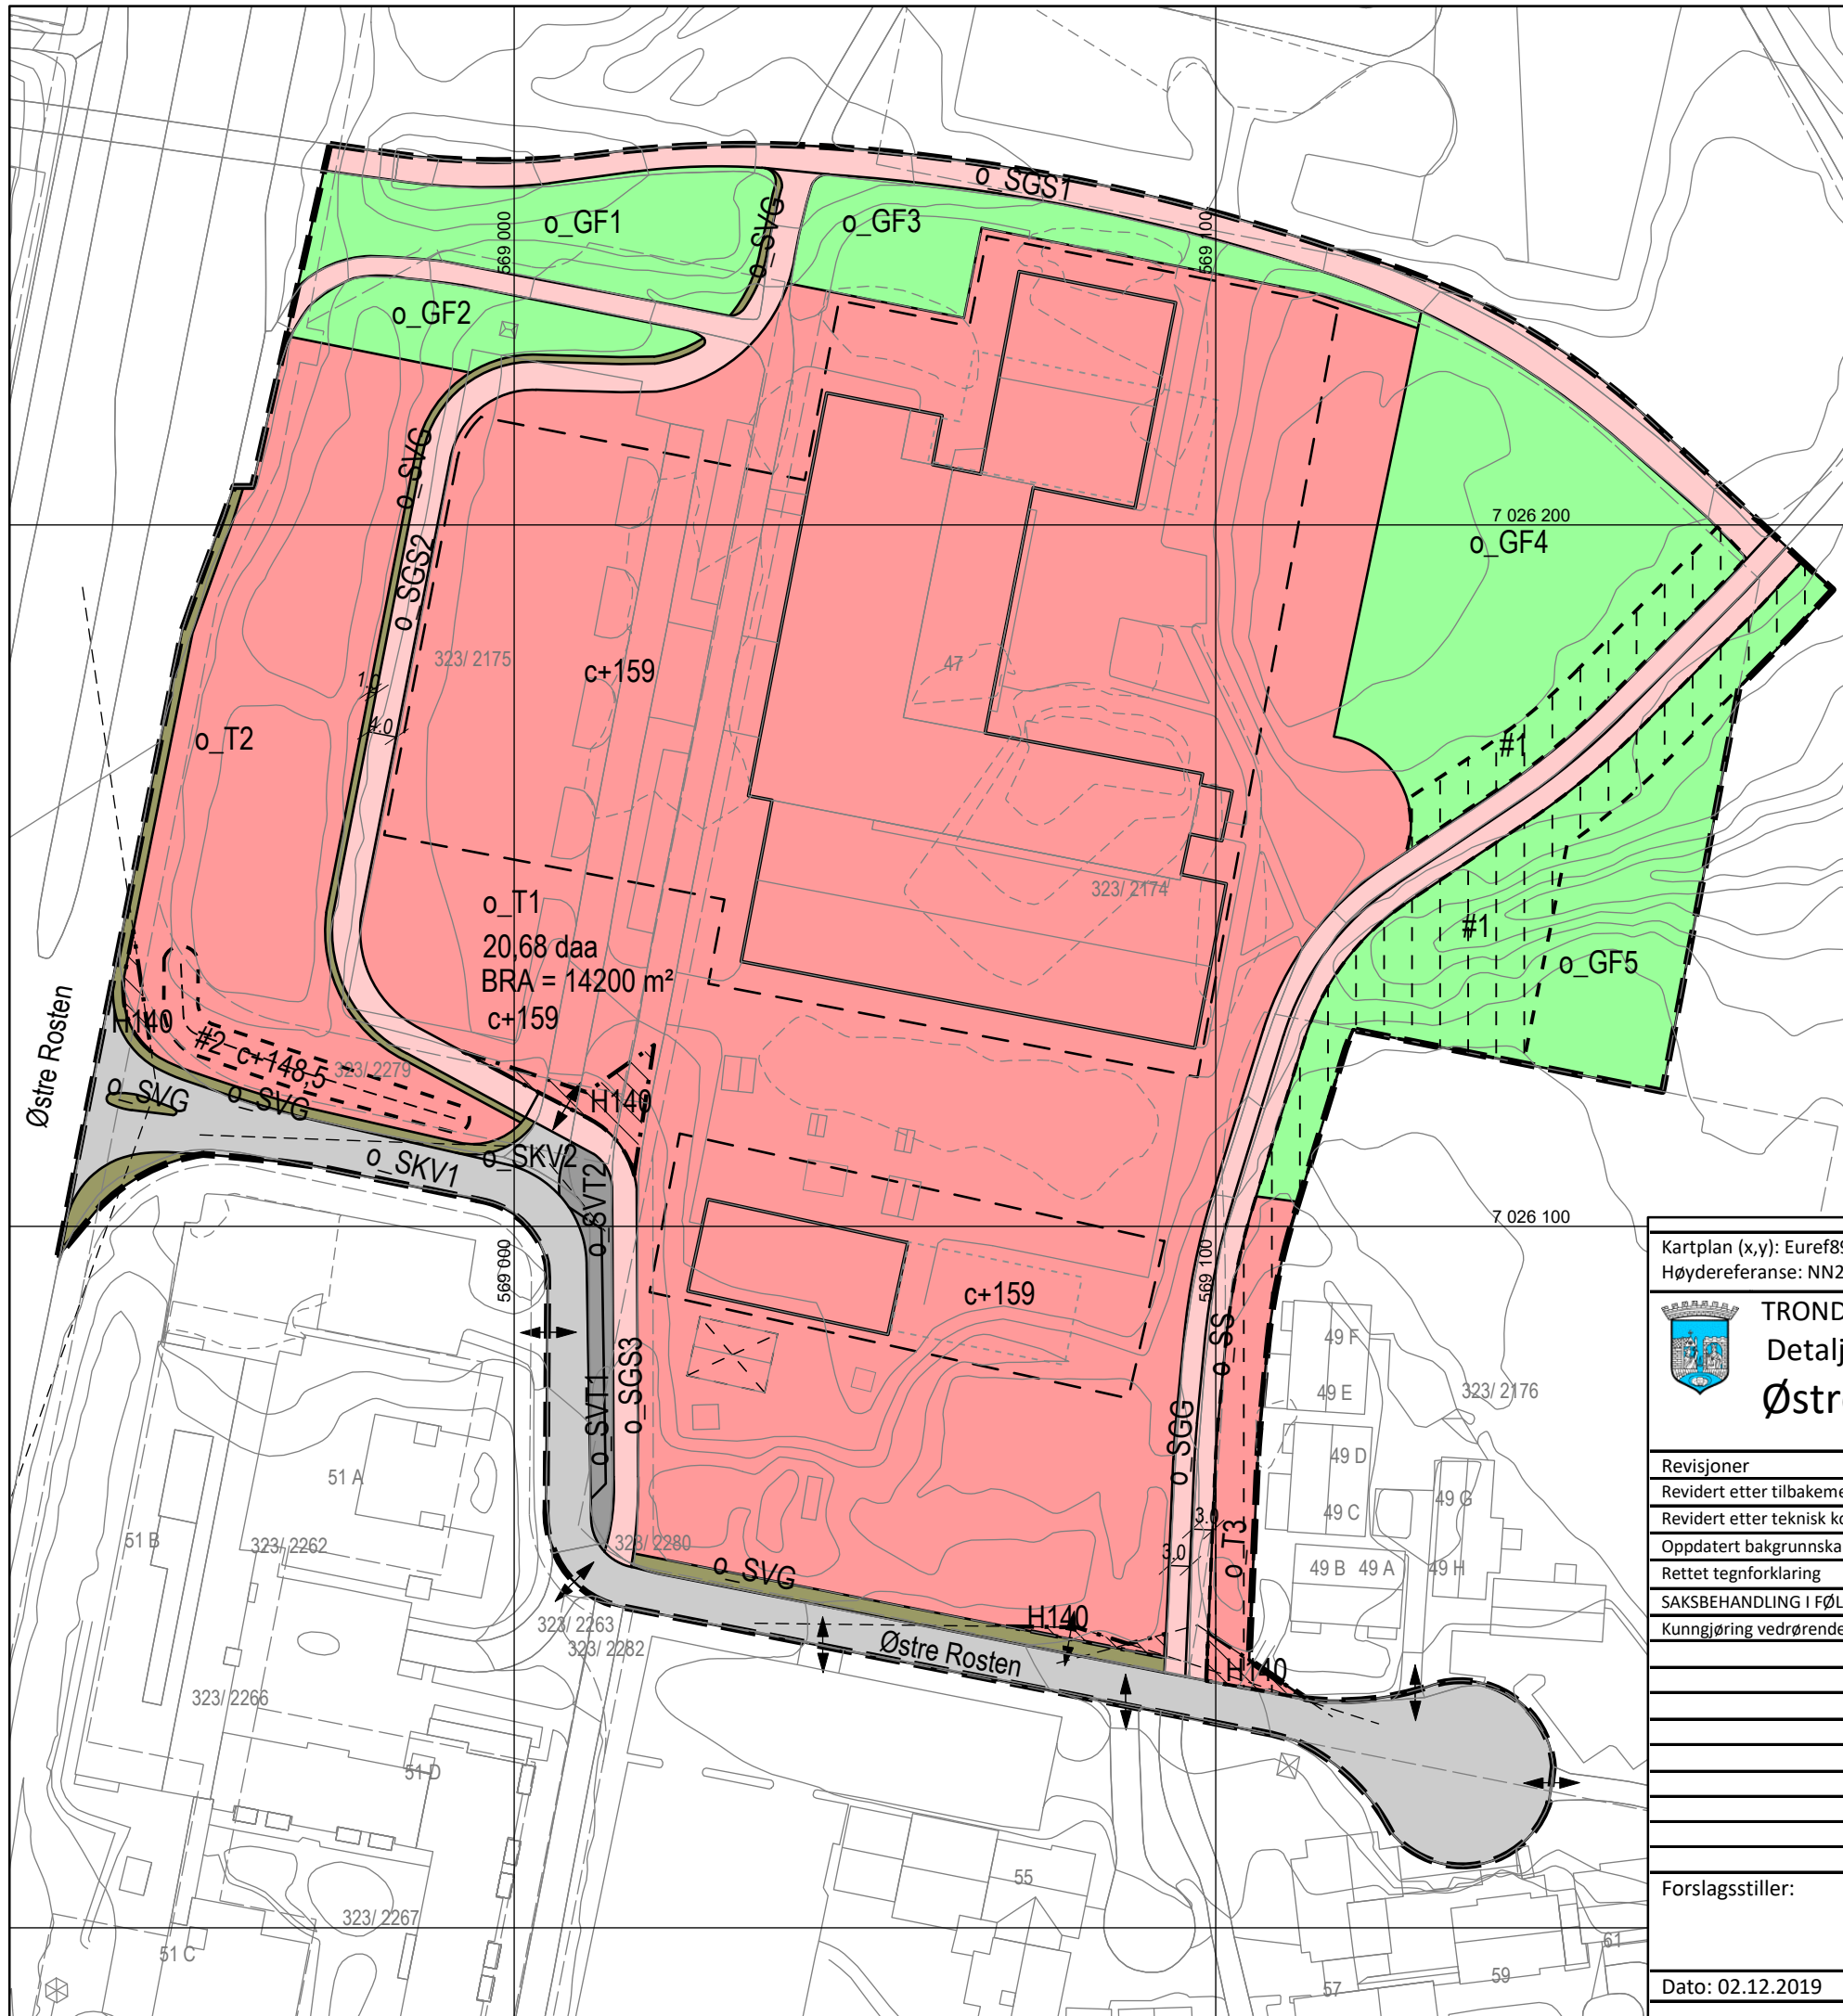 o_SGS1
o_GF1
o_SVG
o_GF3
569 000
569 100
o_GF2
o_SVG
7 026 200
o_GF4
o_SGS2
323/ 2175
c+159
47
1.0
4.0
o_T2
#1
323/ 2174
o_T1
20,68 daa
BRA = 14200 m²
c+159
#1
o_GF5
Østre Rosten
H140
#2 c+148,5
323/ 2279
o_SVG
o_SVG
H140
o_SKV1
o_SKV2
o_SVT2
7 026 100
569 000
569 100
c+159
o_SS
o_SGS3
o_SVT1
o_SGG
49 F
49 E
323/ 2176
49 D
49 C
49 G
3.0
3.0
o_T3
49 B
49 A
49 H
51 A
51 B
323/ 2262
323/ 2280
o_SVG
H140
323/ 2263
323/ 2282
Østre Rosten
H140
323/ 2266
51 D
55
323/ 2267
51 C
57
59
61
Kartplan (x,y): Euref89
Høydereferanse: NN2
TROND
Detalj
Østre
Revisjoner
Revidert etter tilbakeme
Revidert etter teknisk ko
Oppdatert bakgrunnska
Rettet tegnforklaring
SAKSBEHANDLING I FØL
Kunngjøring vedrørende
Forslagsstiller:
Dato: 02.12.2019